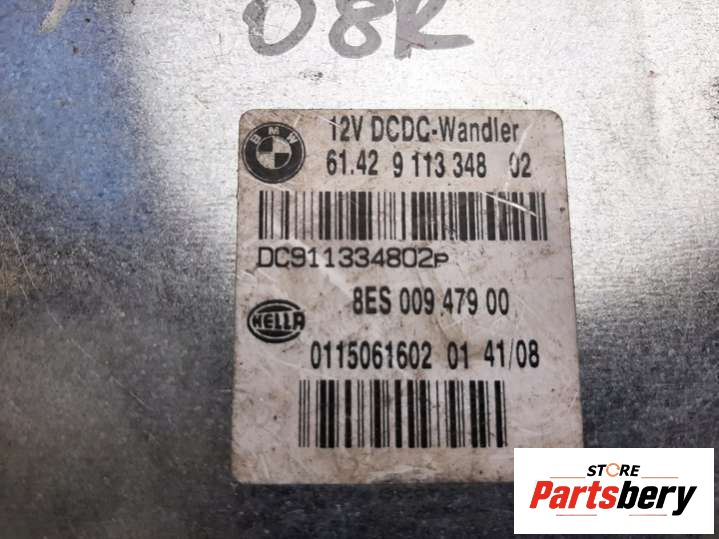 08R
BMW
12V DCDC-Wandler
61.42 9 113 348 02
DC911334802P
8ES 009 479 00
HELLA
0115061602 01 41/08
STORE
Partsbery